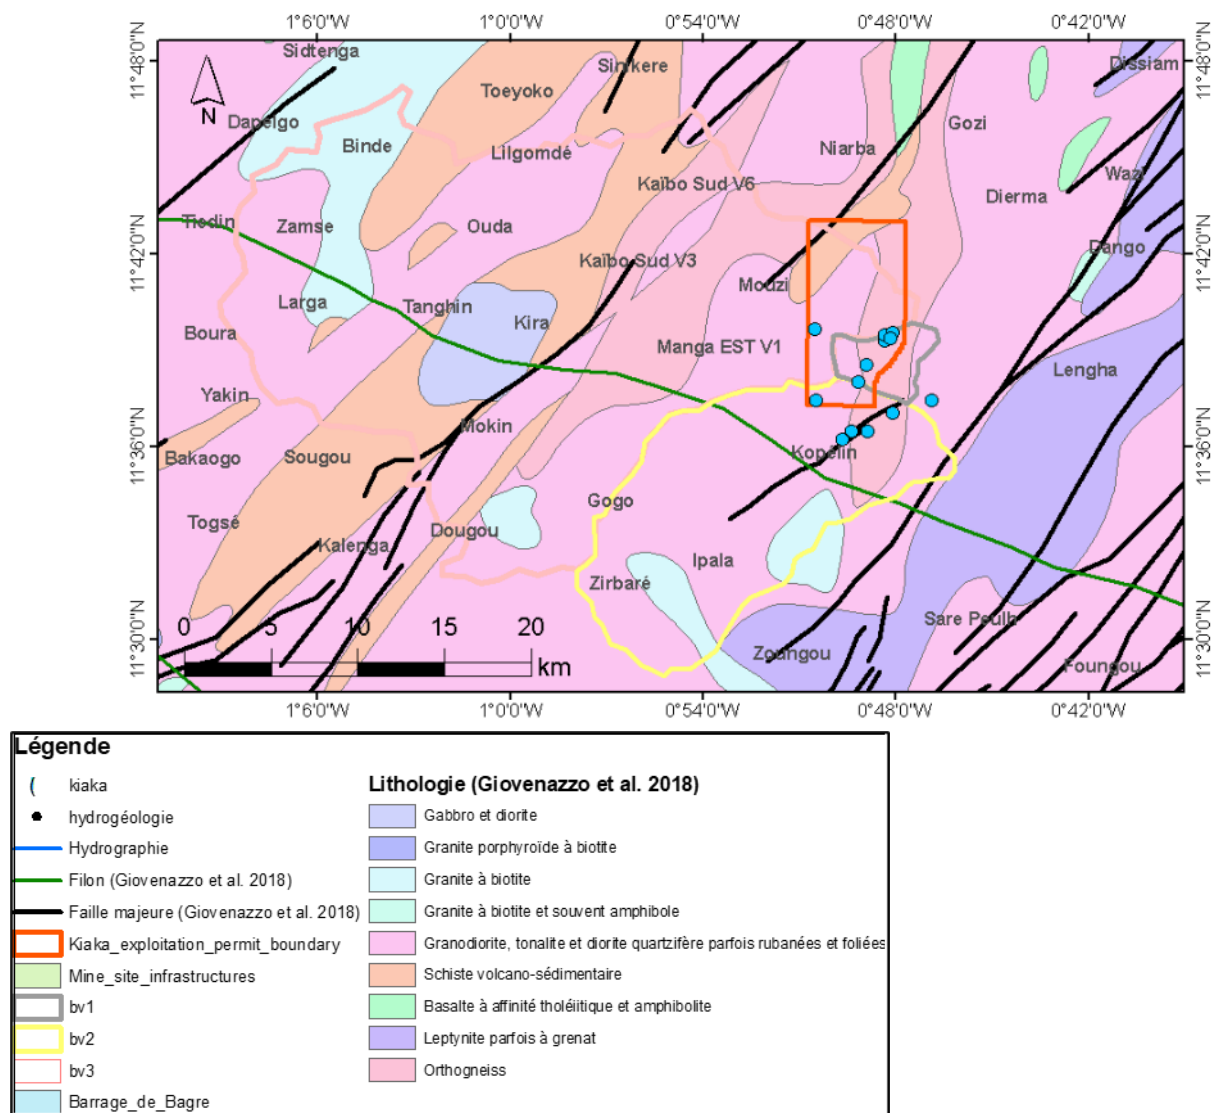 1°6'0"W 1°0'0"W 0°54'0"W 0°48'0"W 0°42'0"W
11°48'0"N 11°48'0"N
11°42'0"N 11°42'0"N
11°36'0"N 11°36'0"N
11°30'0"N 11°30'0"N
N
Sidtenga
Sinikere
Dissiam
Toeyoko
Dapelgo
Gozi
Binde
Lilgomdé
Niarba
Wazi
Kaïbo Sud V6
Dierma
Tiedin
Zamse
Ouda
Dango
Kaïbo Sud V3
Mouzi
Larga
Tanghin
Kira
Boura
Manga EST V1
Lengha
Yakin
Mokin
Bakaogo
Sougou
Kopélin
Gogo
Togsé
Dougou
Kalenga
Ipala
Zirbaré
Sare Peulh
Zoungou
Foungou
0 5 10 15 20
km
1°6'0"W 1°0'0"W 0°54'0"W 0°48'0"W 0°42'0"W
Légende
kiaka
hydrogéologie
Hydrographie
Filon (Giovenazzo et al. 2018)
Faille majeure (Giovenazzo et al. 2018)
Kiaka_exploitation_permit_boundary
Mine_site_infrastructures
bv1
bv2
bv3
Barrage_de_Bagre
Lithologie (Giovenazzo et al. 2018)
Gabbro et diorite
Granite porphyroïde à biotite
Granite à biotite
Granite à biotite et souvent amphibole
Granodiorite, tonalite et diorite quartzifère parfois rubanées et foliées
Schiste volcano-sédimentaire
Basalte à affinité tholéiitique et amphibolite
Leptynite parfois à grenat
Orthogneiss